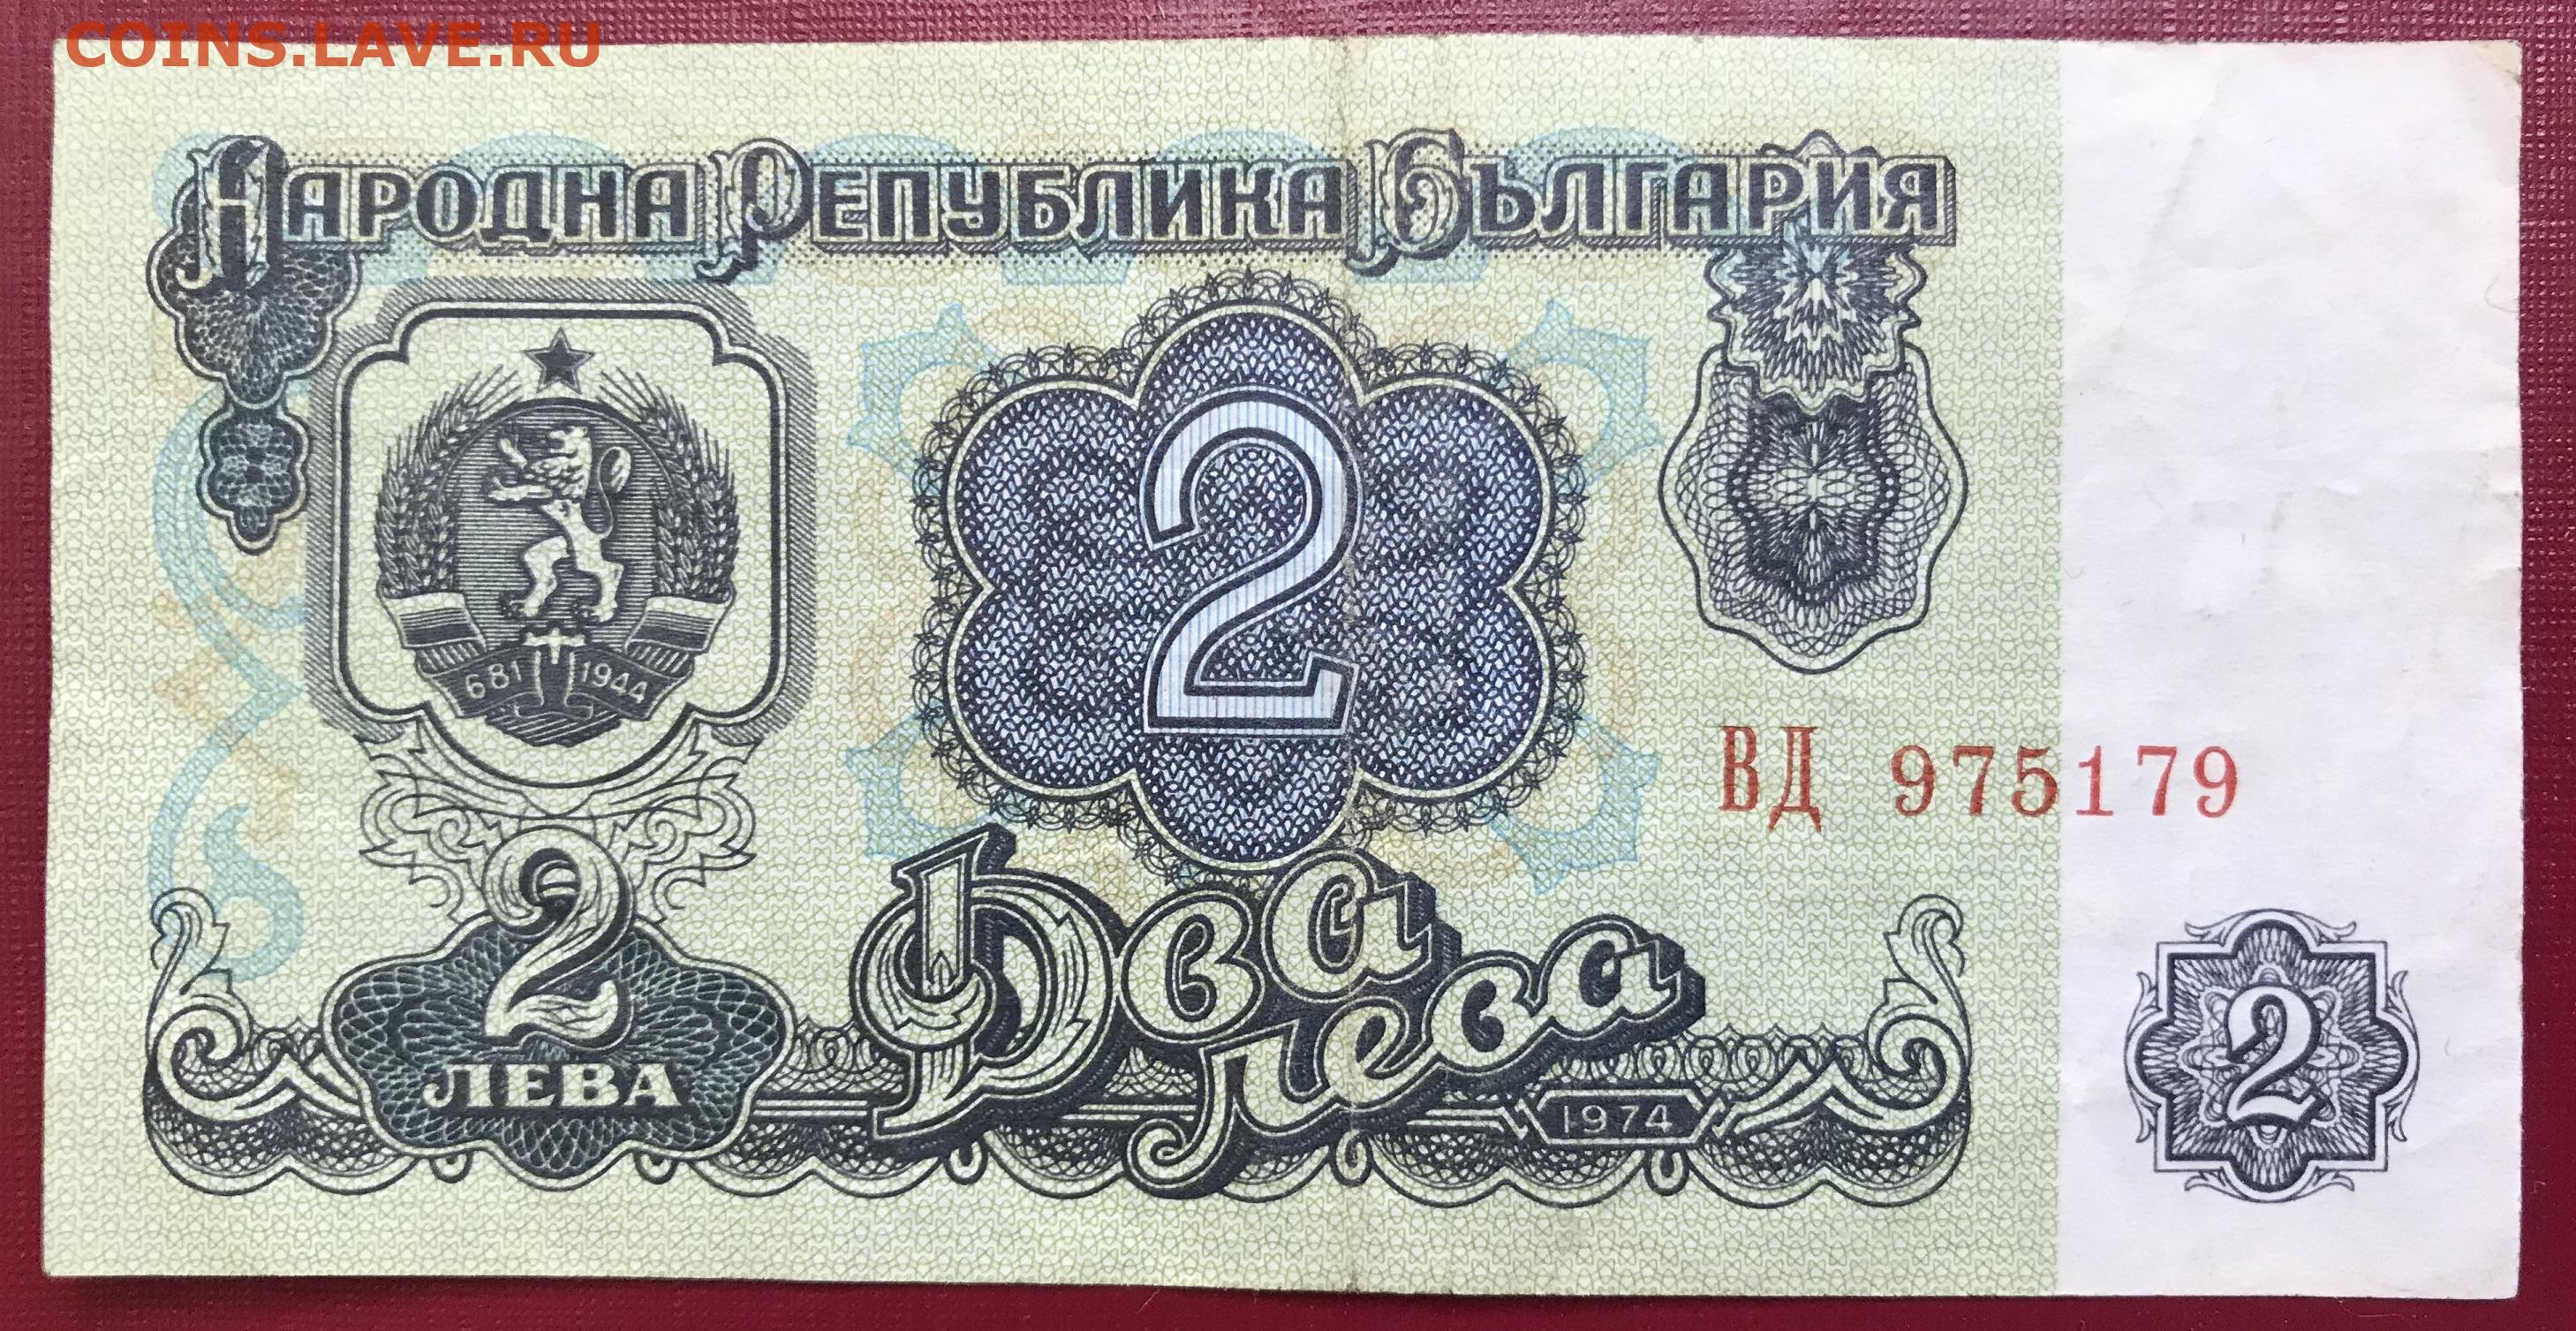 COINS.LAVE.RU
НАРОДНА РЕПУБЛИКА БЪЛГАРИЯ
681 1944
2
ВД 975179
2
ЛЕВА
Два
лева
1974
2